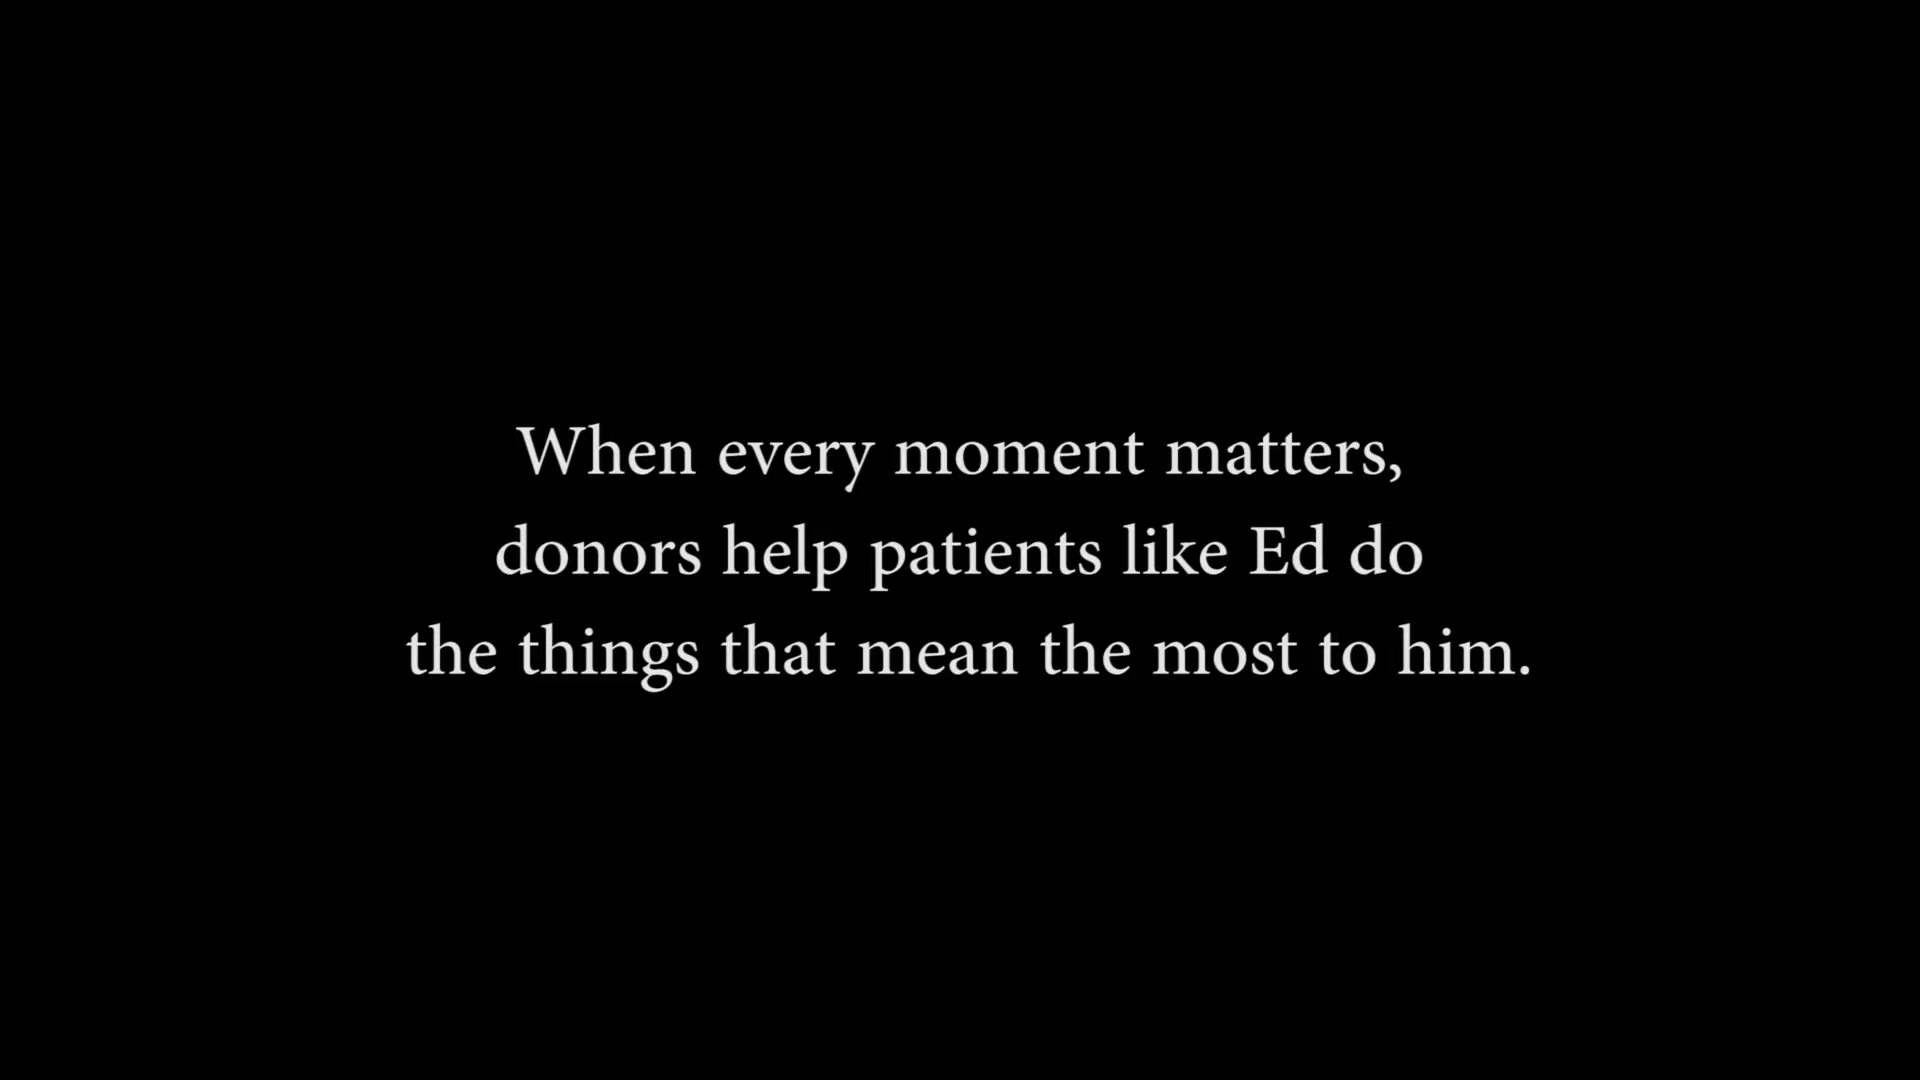 When every moment matters,
donors help patients like Ed do
the things that mean the most to him.